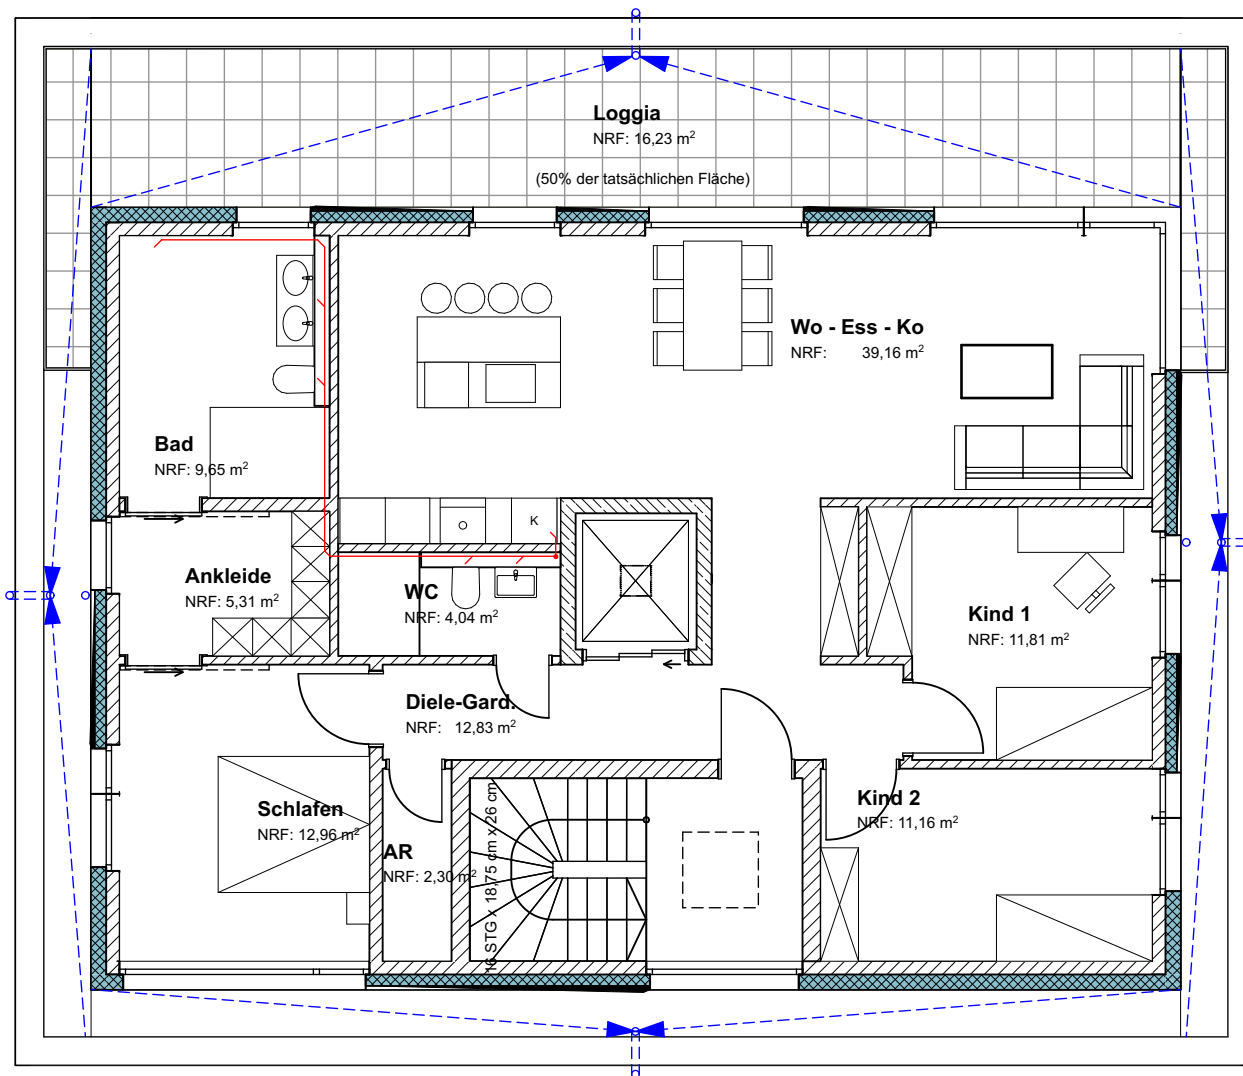 Loggia
NRF: 16,23 m²
(50% der tatsächlichen Fläche)
Wo - Ess - Ko
NRF: 39,16 m²
Bad
NRF: 9,65 m²
K
Ankleide
NRF: 5,31 m²
WC
NRF: 4,04 m²
Kind 1
NRF: 11,81 m²
Diele-Gard.
NRF: 12,83 m²
Schlafen
NRF: 12,96 m²
Kind 2
NRF: 11,16 m²
AR
NRF: 2,30 m²
16 STG x 18,75 cm x 26 cm